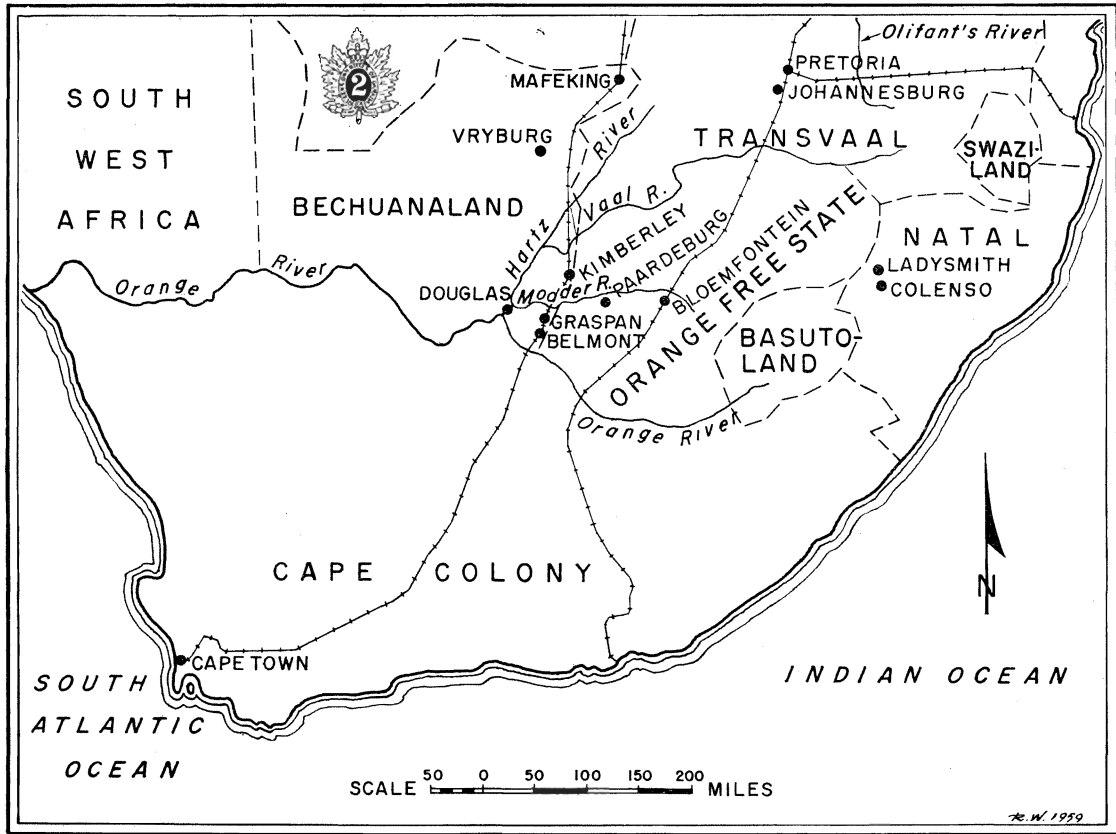 SOUTH
WEST
AFRICA
2
MAFEKING
VRYBURG
BECHUANALAND
Hartz
River
Vaal R.
TRANSVAAL
PRETORIA
JOHANNESBURG
Olifant's River
SWAZI-
LAND
NATAL
LADYSMITH
COLENSO
Orange
River
DOUGLAS
Modder R.
KIMBERLEY
PAARDEBURG
BLOEMFONTEIN
ORANGE FREE STATE
GRASPAN
BELMONT
BASUTO-
LAND
Orange River
CAPE COLONY
CAPE TOWN
SOUTH
ATLANTIC
OCEAN
INDIAN OCEAN
N
SCALE 50 0 50 100 150 200 MILES
R.W. 1959